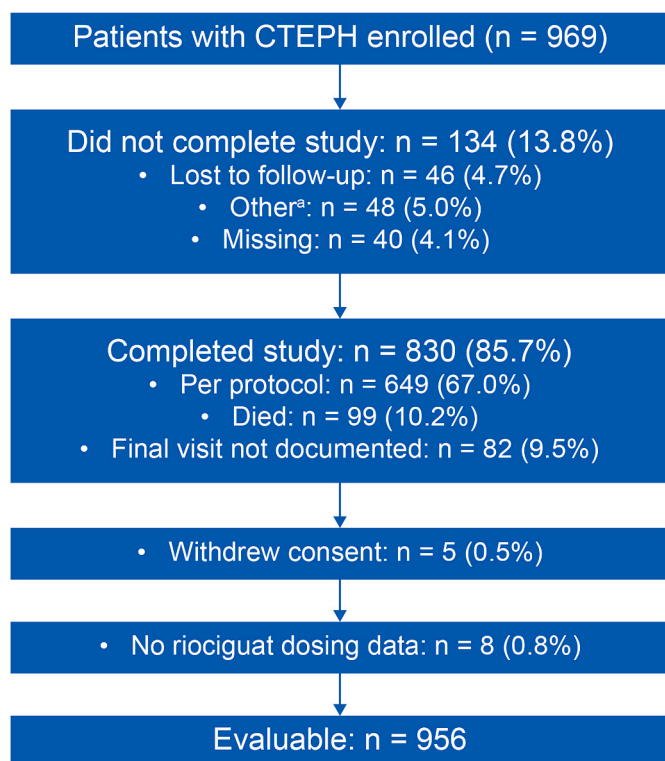 Patients with CTEPH enrolled (n = 969)
Did not complete study: n = 134 (13.8%)
• Lost to follow-up: n = 46 (4.7%)
• Otherᵃ: n = 48 (5.0%)
• Missing: n = 40 (4.1%)
Completed study: n = 830 (85.7%)
• Per protocol: n = 649 (67.0%)
• Died: n = 99 (10.2%)
• Final visit not documented: n = 82 (9.5%)
• Withdrew consent: n = 5 (0.5%)
• No riociguat dosing data: n = 8 (0.8%)
Evaluable: n = 956